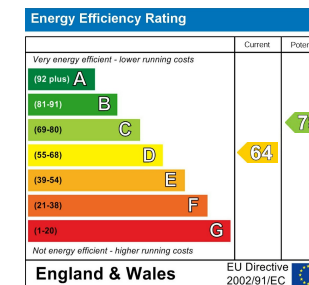 Energy Efficiency Rating
Current
Very energy efficient - lower running costs
(92 plus) A
(81-91) B
(69-80) C
(55-68) D
64
(39-54) E
(21-38) F
(1-20) G
Not energy efficient - higher running costs
England & Wales
EU Directive
2002/91/EC